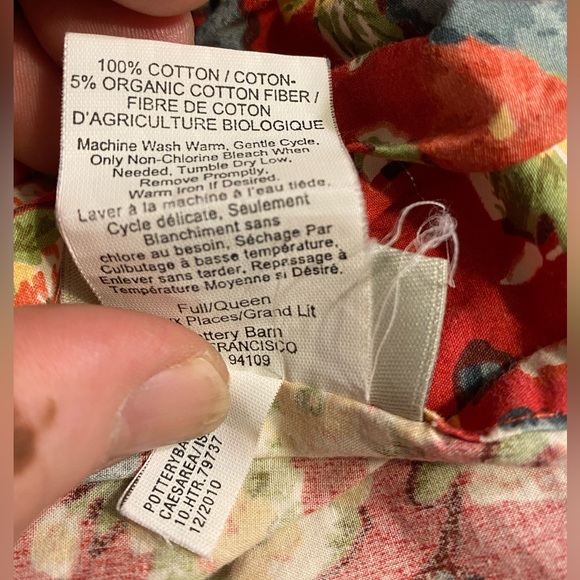 100% COTTON / COTON-
5% ORGANIC COTTON FIBER /
FIBRE DE COTON
D'AGRICULTURE BIOLOGIQUE
Machine Wash Warm, Gentle Cycle.
Only Non-Chlorine Bleach When
Needed, Tumble Dry Low.
Remove Promptly.
Warm Iron if Desired.
Laver à la machine à l'eau tiède.
Cycle délicate, Seulement
Blanchiment sans
chlore au besoin, Séchage Par
Culbutage à basse température.
Enlever sans tarder, Repassage à
Température Moyenne si Désiré.
Full/Queen
Places/Grand Lit
Barn
94109
10.HTR.79737
12/2010